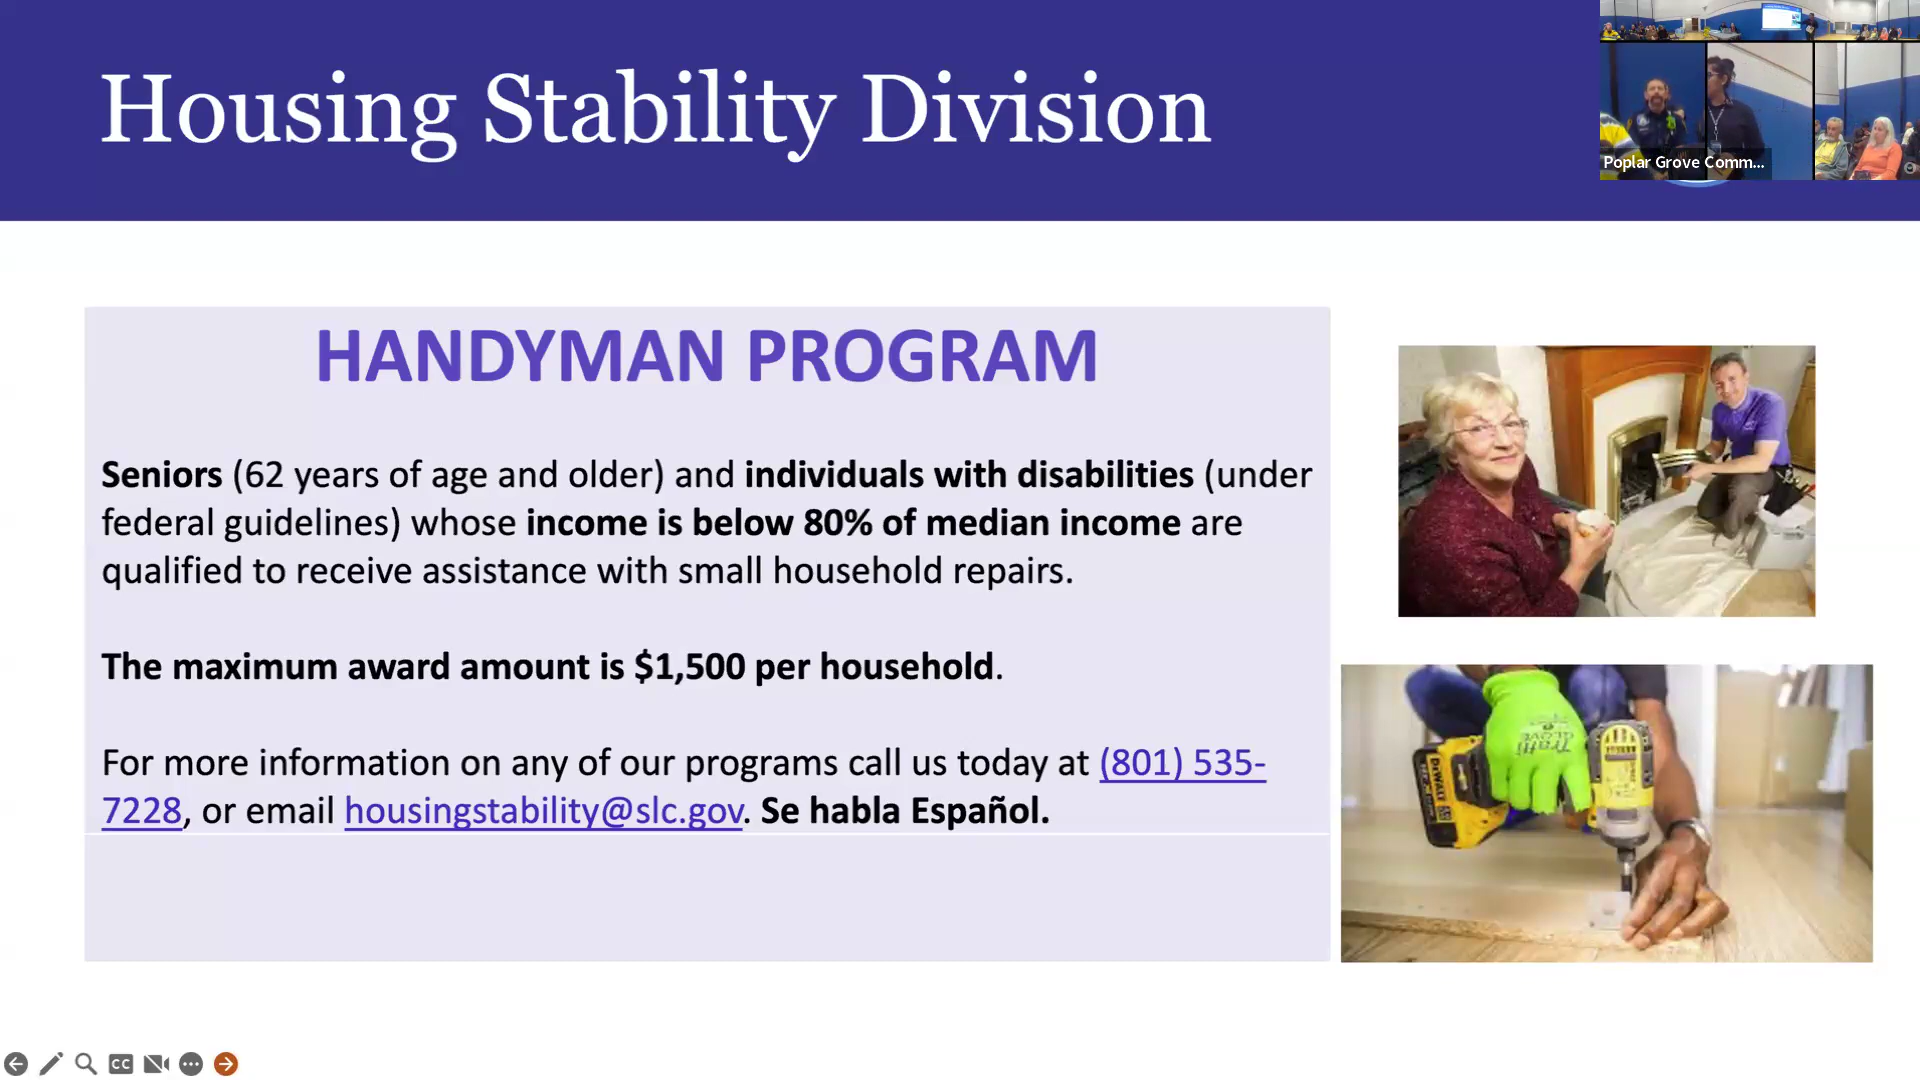 Housing Stability Division
Poplar Grove Comm...
HANDYMAN PROGRAM
Seniors (62 years of age and older) and individuals with disabilities (under
federal guidelines) whose income is below 80% of median income are
qualified to receive assistance with small household repairs.
The maximum award amount is $1,500 per household.
For more information on any of our programs call us today at (801) 535-
7228, or email housingstability@slc.gov. Se habla Español.
DEWALT
CC